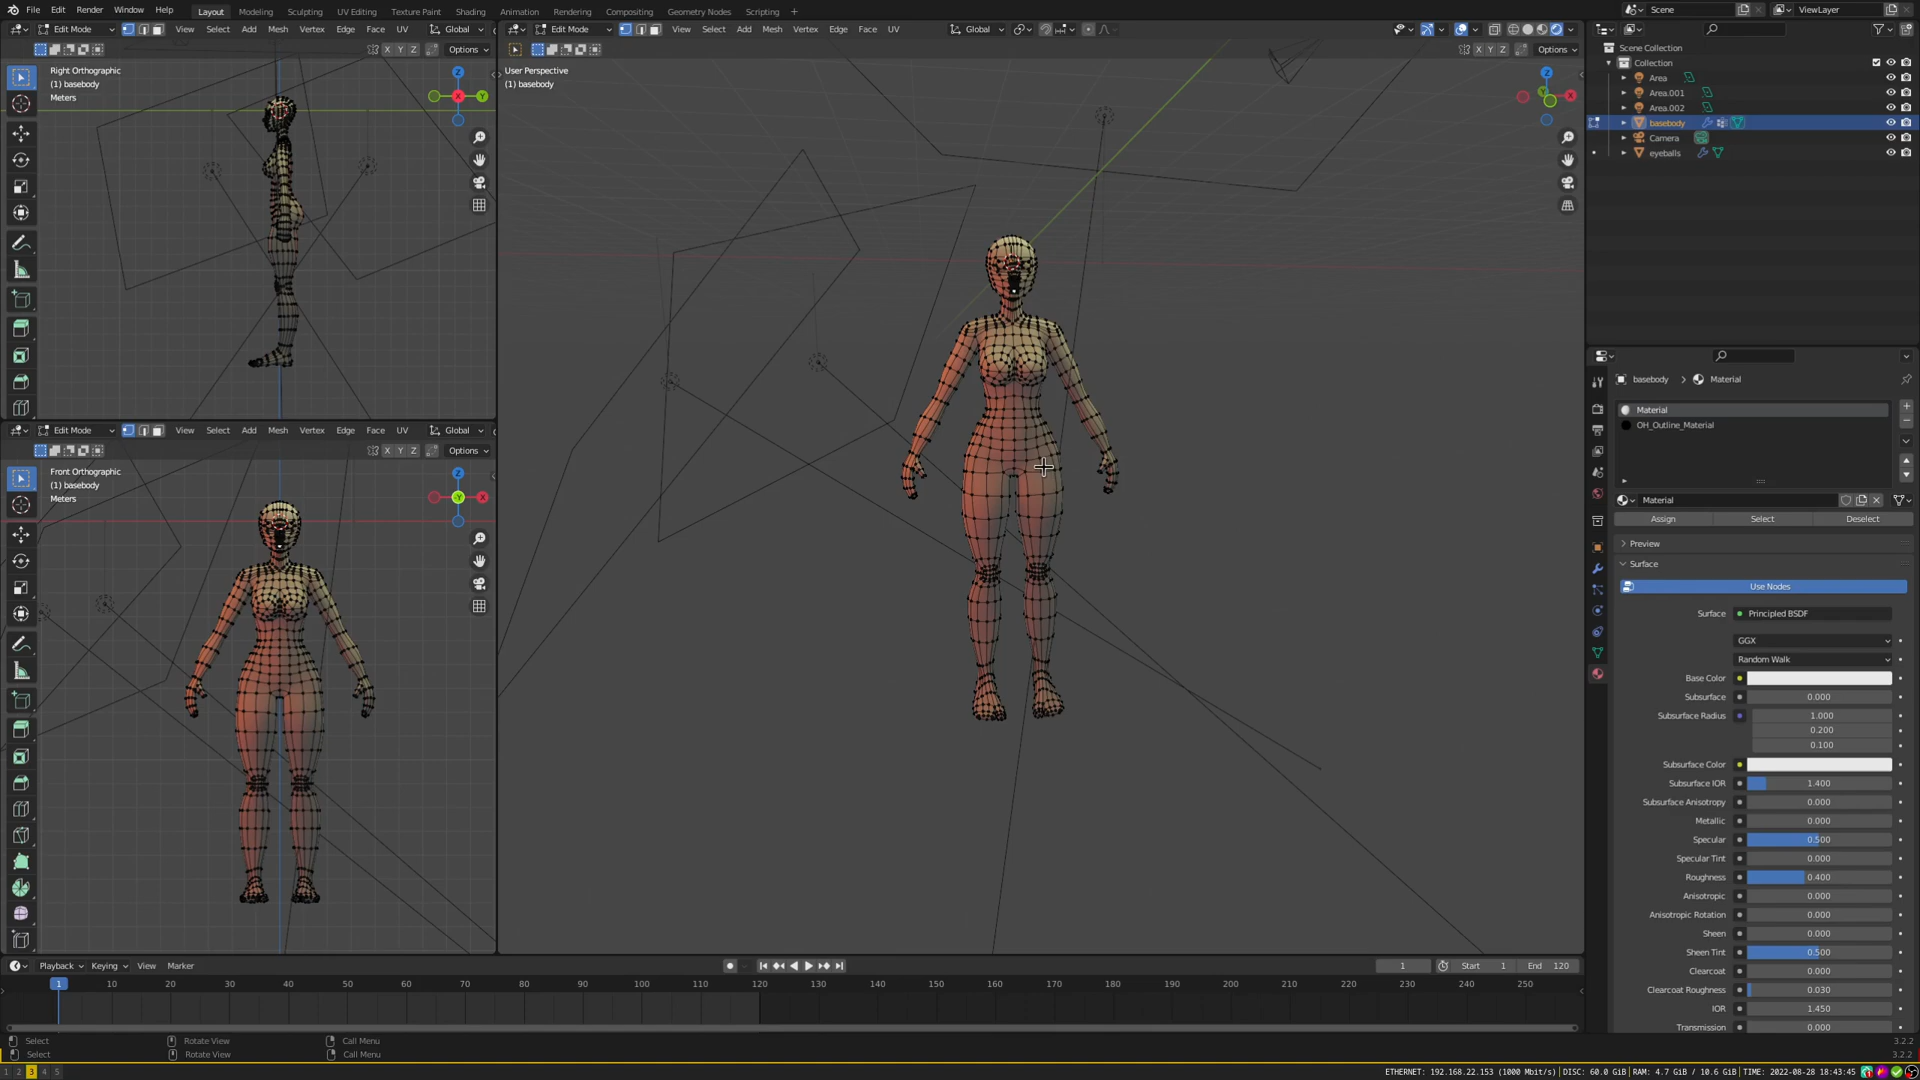 File Edit Render Window Help
Layout Modeling Sculpting UV Editing Texture Paint Shading Animation Rendering Compositing Geometry Nodes Scripting +
Scene
ViewLayer
Edit Mode View Select Add Mesh Vertex Edge Face UV Global
X Y Z Options
Right Orthographic
(1) basebody
Meters
Z
X
Y
Edit Mode View Select Add Mesh Vertex Edge Face UV Global
X Y Z Options
User Perspective
(1) basebody
Z
Y
X
Edit Mode View Select Add Mesh Vertex Edge Face UV Global
X Y Z Options
Front Orthographic
(1) basebody
Meters
Z
-Y
X
Scene Collection
Collection
Area
Area.001
Area.002
basebody
Camera
eyeballs
basebody > Material
Material
OH_Outline_Material
Material
Assign Select Deselect
Preview
Surface
Use Nodes
Surface Principled BSDF
GGX
Random Walk
Base Color
Subsurface 0.000
Subsurface Radius 1.000
0.200
0.100
Subsurface Color
Subsurface IOR 1.400
Subsurface Anisotropy 0.000
Metallic 0.000
Specular 0.500
Specular Tint 0.000
Roughness 0.400
Anisotropic 0.000
Anisotropic Rotation 0.000
Sheen 0.000
Sheen Tint 0.500
Clearcoat 0.000
Clearcoat Roughness 0.030
IOR 1.450
Transmission 0.000
Playback Keying View Marker
1 Start 1 End 120
1 10 20 30 40 50 60 70 80 90 100 110 120 130 140 150 160 170 180 190 200 210 220 230 240 250
Select Rotate View Call Menu 3.2.2
Select Rotate View Call Menu 3.2.2
1 2 3 4 5
ETHERNET: 192.168.22.153 (1000 Mbit/s) | DISC: 60.0 GiB | RAM: 4.7 GiB / 10.6 GiB | TIME: 2022-08-28 18:43:45